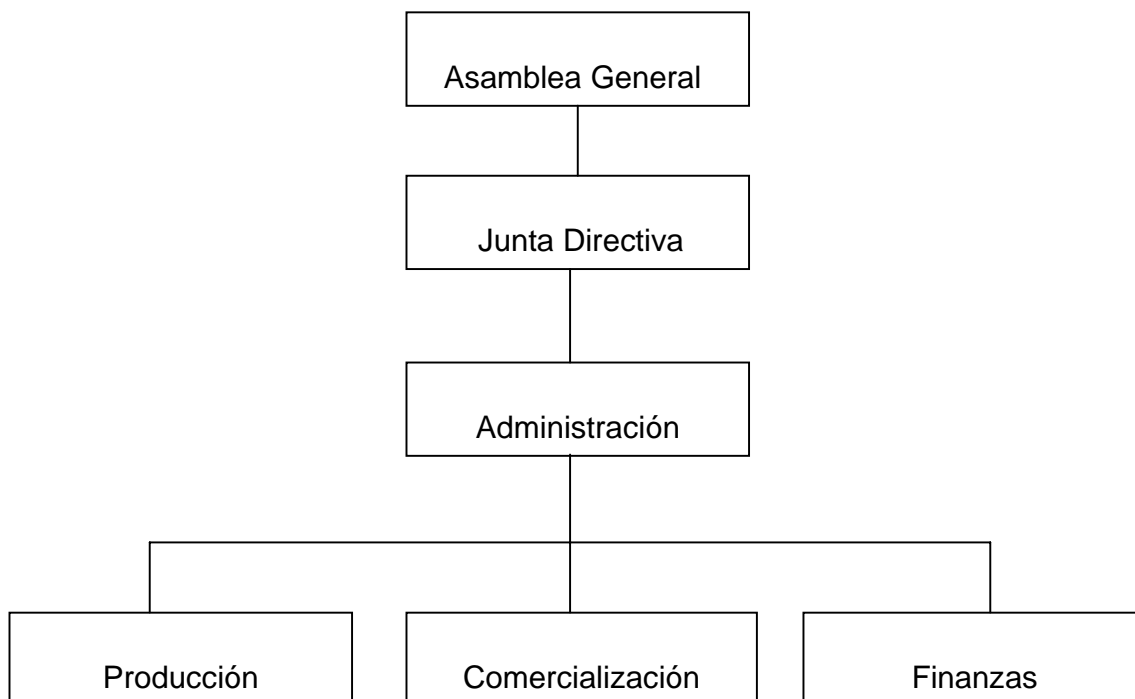 Asamblea General
Junta Directiva
Administración
Producción
Comercialización
Finanzas